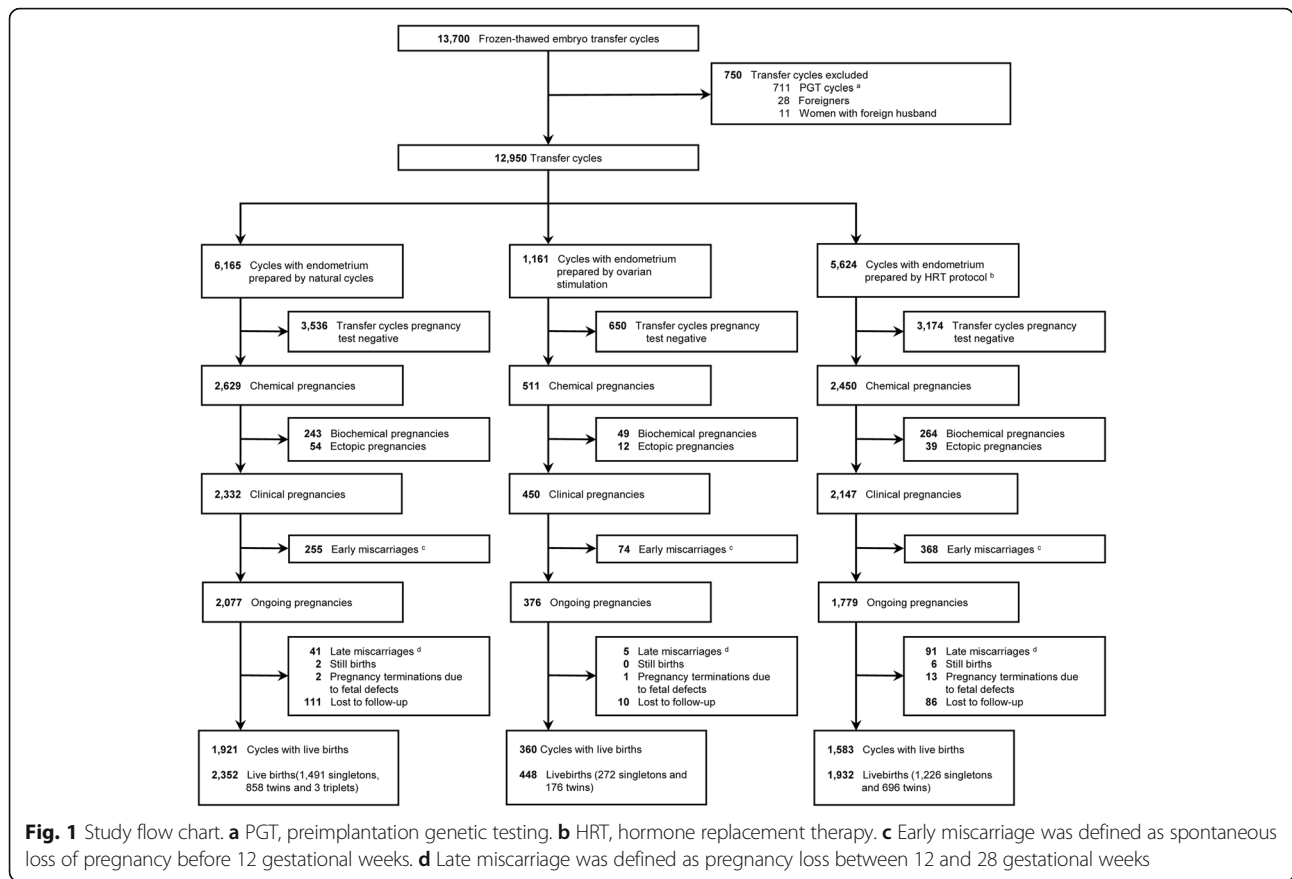 13,700 Frozen-thawed embryo transfer cycles
750 Transfer cycles excluded
711 PGT cycles a
28 Foreigners
11 Women with foreign husband
12,950 Transfer cycles
6,165 Cycles with endometrium
prepared by natural cycles
1,161 Cycles with endometrium
prepared by ovarian
stimulation
5,624 Cycles with endometrium
prepared by HRT protocol b
3,536 Transfer cycles pregnancy
test negative
650 Transfer cycles pregnancy
test negative
3,174 Transfer cycles pregnancy
test negative
2,629 Chemical pregnancies
511 Chemical pregnancies
2,450 Chemical pregnancies
243 Biochemical pregnancies
54 Ectopic pregnancies
49 Biochemical pregnancies
12 Ectopic pregnancies
264 Biochemical pregnancies
39 Ectopic pregnancies
2,332 Clinical pregnancies
450 Clinical pregnancies
2,147 Clinical pregnancies
255 Early miscarriages c
74 Early miscarriages c
368 Early miscarriages c
2,077 Ongoing pregnancies
376 Ongoing pregnancies
1,779 Ongoing pregnancies
41 Late miscarriages d
2 Still births
2 Pregnancy terminations due
to fetal defects
111 Lost to follow-up
5 Late miscarriages d
0 Still births
1 Pregnancy terminations due
to fetal defects
10 Lost to follow-up
91 Late miscarriages d
6 Still births
13 Pregnancy terminations due
to fetal defects
86 Lost to follow-up
1,921 Cycles with live births
2,352 Live births(1,491 singletons,
858 twins and 3 triplets)
360 Cycles with live births
448 Livebirths (272 singletons and
176 twins)
1,583 Cycles with live births
1,932 Livebirths (1,226 singletons
and 696 twins)
Fig. 1 Study flow chart. a PGT, preimplantation genetic testing. b HRT, hormone replacement therapy. c Early miscarriage was defined as spontaneous
loss of pregnancy before 12 gestational weeks. d Late miscarriage was defined as pregnancy loss between 12 and 28 gestational weeks